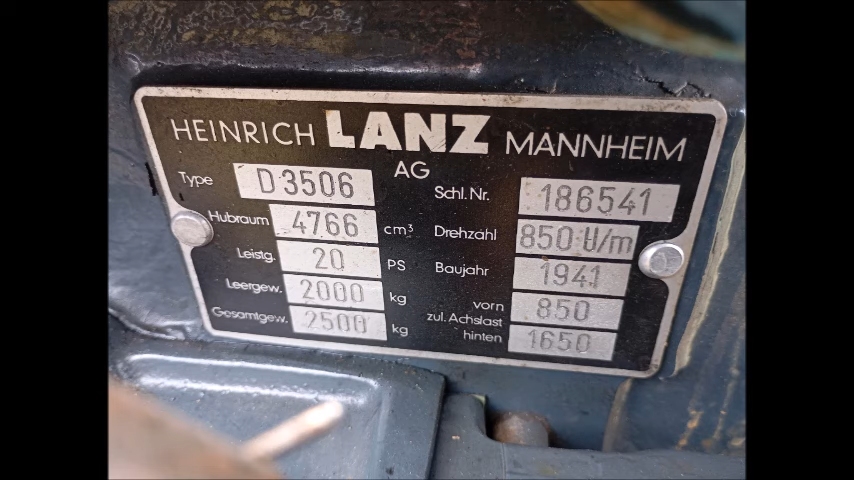 HEINRICH LANZ MANNHEIM
AG
Type D 3506 Schl. Nr. 186541
Hubraum 4766 cm³ Drehzahl 850 U/m
Leistg. 20 PS Baujahr 1941
Leergew. 2000 kg vorn 850
zul. Achslast
Gesamtgew. 2500 kg hinten 1650